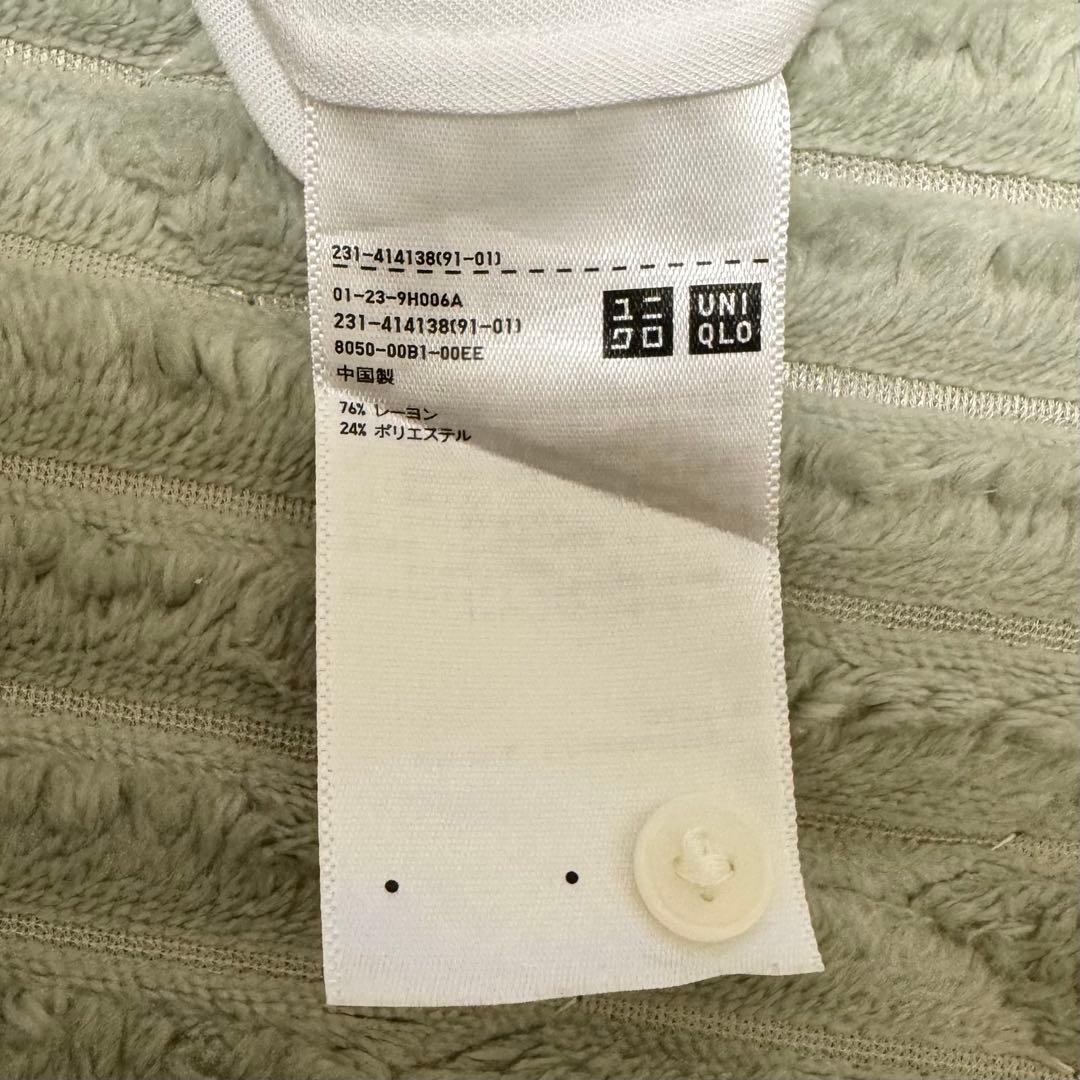 231-414138(91-01)
01-23-9H006A
231-414138(91-01)
8050-00B1-00EE
中国製
76% レーヨン
24% ポリエステル
ユニ
クロ
UNI
QLO